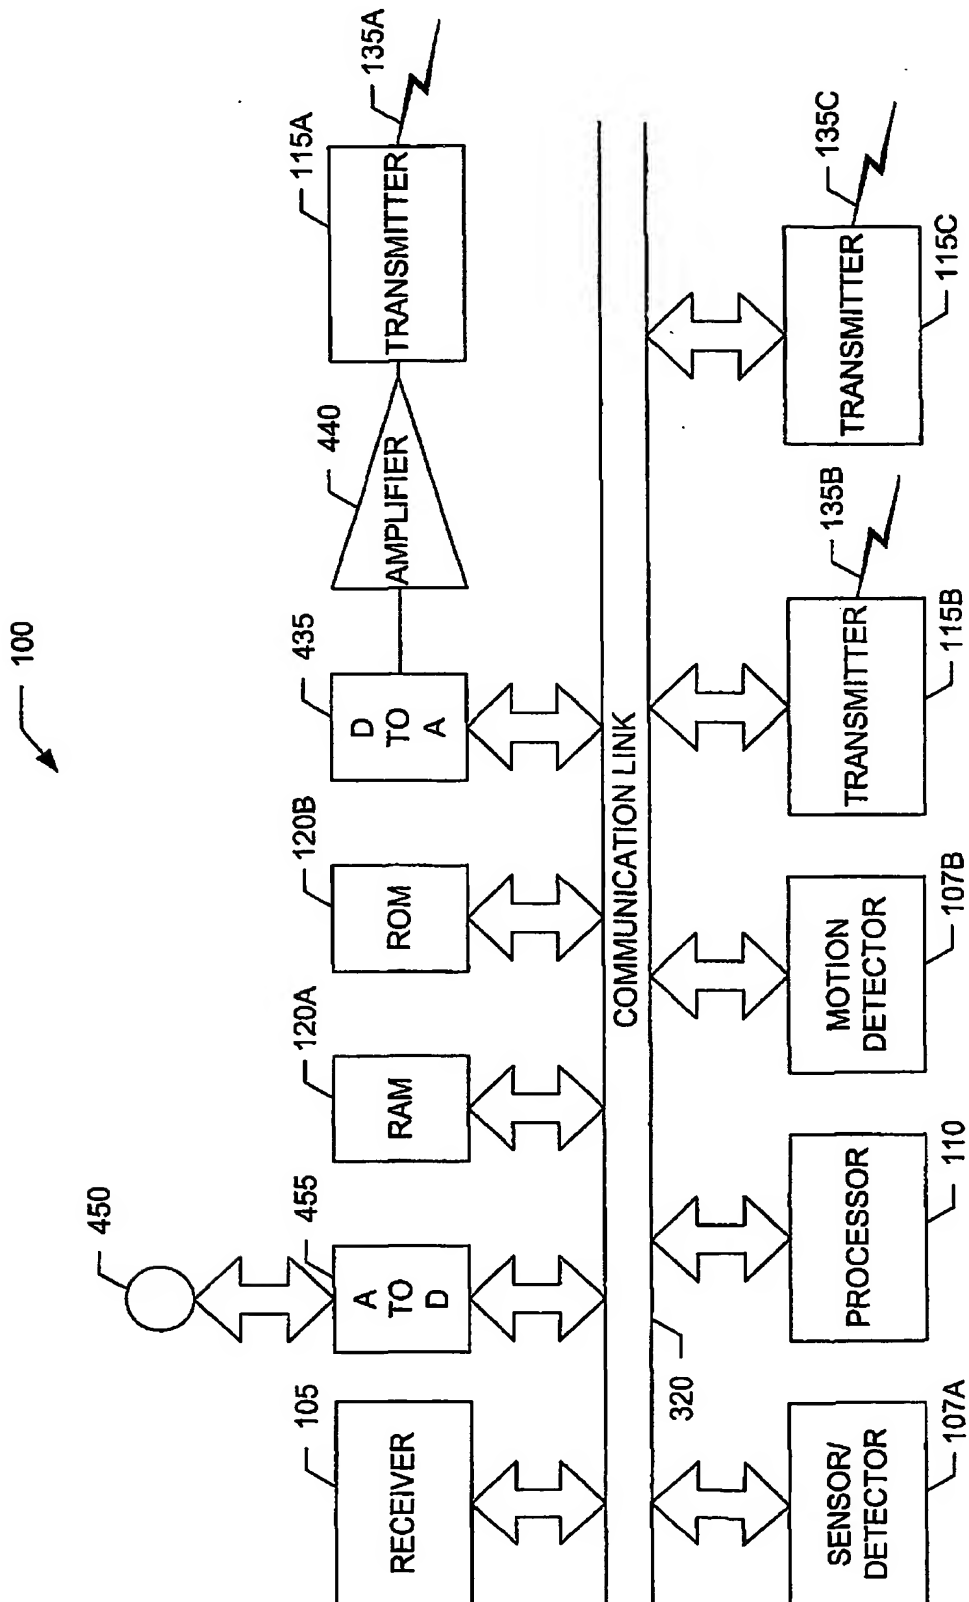 100
450
105
RECEIVER
455
A
TO
D
120A
RAM
120B
ROM
435
D
TO
A
440
AMPLIFIER
115A
TRANSMITTER
135A
COMMUNICATION LINK
320
SENSOR/
DETECTOR
107A
PROCESSOR
110
MOTION
DETECTOR
107B
TRANSMITTER
115B
135B
TRANSMITTER
115C
135C